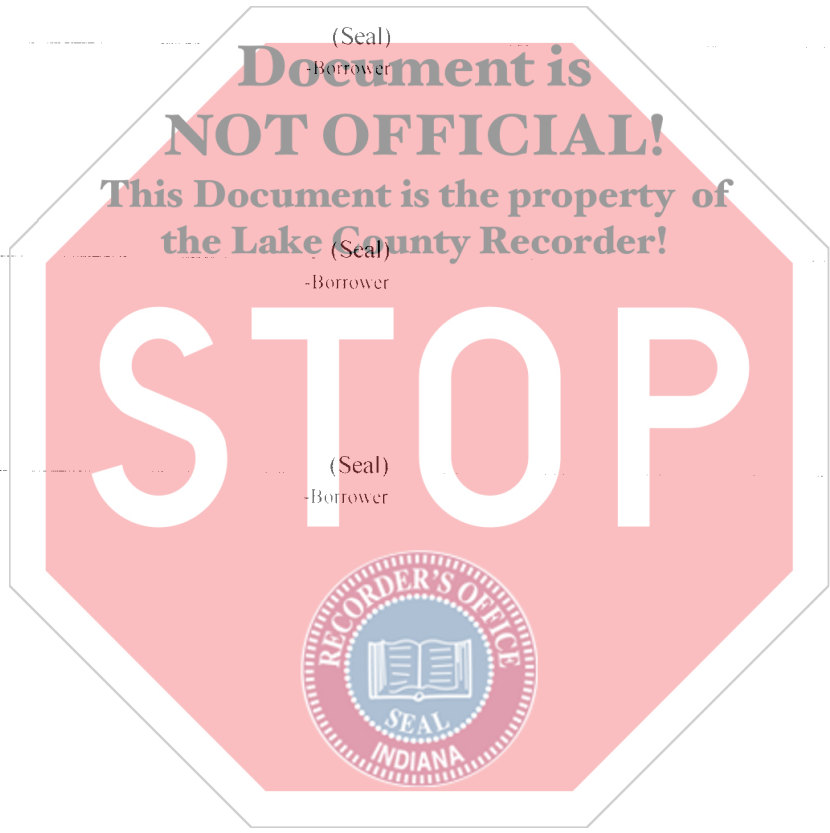 (Seal)
Document is
-Borrower
NOT OFFICIAL!
This Document is the property of
the Lake County Recorder!
(Seal)
-Borrower
STOP
(Seal)
-Borrower
RECORDER'S OFFICE
SEAL
INDIANA